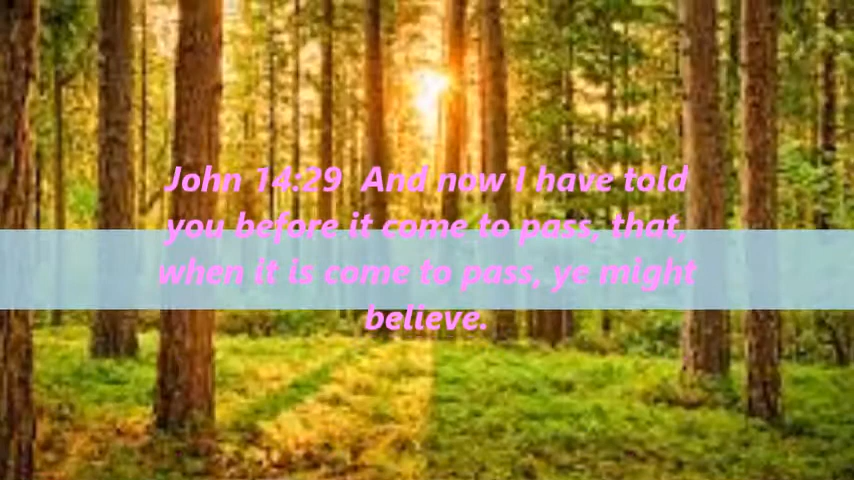 John 14:29  And now I have told
you before it come to pass, that,
when it is come to pass, ye might
believe.